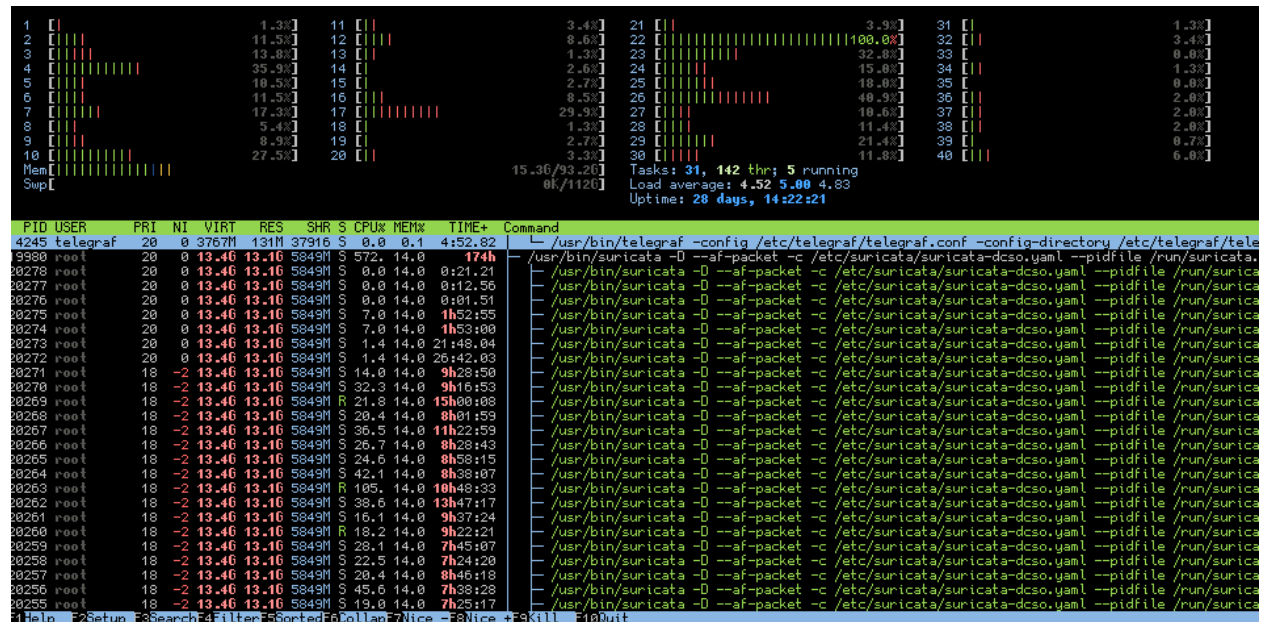 1 [| 1.3%] 11 [|| 3.4%] 21 [|| 3.9%] 31 [| 1.3%]
2 [|||| 11.5%] 12 [|||| 8.6%] 22 [||||||||||||||||||||||100.0%] 32 [|| 3.4%]
3 [||||| 13.8%] 13 [|| 1.3%] 23 [||||||||| 32.8%] 33 [ 0.0%]
4 [||||||||||| 35.9%] 14 [| 2.6%] 24 [||||| 15.0%] 34 [|| 1.3%]
5 [|||| 10.5%] 15 [| 2.7%] 25 [|||||| 18.0%] 35 [ 0.0%]
6 [|||| 11.5%] 16 [||| 8.5%] 26 [||||||||||||| 40.9%] 36 [|| 2.0%]
7 [|||||| 17.3%] 17 [|||||||||| 29.9%] 27 [|||| 10.6%] 37 [|| 2.0%]
8 [||| 5.4%] 18 [| 1.3%] 28 [|||| 11.4%] 38 [|| 2.0%]
9 [|||| 8.9%] 19 [| 2.7%] 29 [||||||| 21.4%] 39 [| 0.7%]
10 [|||||||||| 27.5%] 20 [|| 3.3%] 30 [||||| 11.8%] 40 [||| 6.0%]
Mem[||||||||||||||| 15.3G/93.2G] Tasks: 31, 142 thr; 5 running
Swp[ 0K/112G] Load average: 4.52 5.00 4.83
Uptime: 28 days, 14:22:21
PID USER PRI NI VIRT RES SHR S CPU% MEM% TIME+ Command
4245 telegraf 20 0 3767M 131M 37916 S 0.0 0.1 4:52.82 /usr/bin/telegraf -config /etc/telegraf/telegraf.conf -config-directory /etc/telegraf/tele
19980 root 20 0 13.4G 13.1G 5849M S 572. 14.0 174h /usr/bin/suricata -D --af-packet -c /etc/suricata/suricata-dcso.yaml --pidfile /run/suricata.
20278 root 20 0 13.4G 13.1G 5849M S 0.0 14.0 0:21.21 /usr/bin/suricata -D --af-packet -c /etc/suricata/suricata-dcso.yaml --pidfile /run/surica
20277 root 20 0 13.4G 13.1G 5849M S 0.0 14.0 0:12.56 /usr/bin/suricata -D --af-packet -c /etc/suricata/suricata-dcso.yaml --pidfile /run/surica
20276 root 20 0 13.4G 13.1G 5849M S 0.0 14.0 0:01.51 /usr/bin/suricata -D --af-packet -c /etc/suricata/suricata-dcso.yaml --pidfile /run/surica
20275 root 20 0 13.4G 13.1G 5849M S 7.0 14.0 1h52:55 /usr/bin/suricata -D --af-packet -c /etc/suricata/suricata-dcso.yaml --pidfile /run/surica
20274 root 20 0 13.4G 13.1G 5849M S 7.0 14.0 1h53:00 /usr/bin/suricata -D --af-packet -c /etc/suricata/suricata-dcso.yaml --pidfile /run/surica
20273 root 20 0 13.4G 13.1G 5849M S 1.4 14.0 21:48.04 /usr/bin/suricata -D --af-packet -c /etc/suricata/suricata-dcso.yaml --pidfile /run/surica
20272 root 20 0 13.4G 13.1G 5849M S 1.4 14.0 26:42.03 /usr/bin/suricata -D --af-packet -c /etc/suricata/suricata-dcso.yaml --pidfile /run/surica
20271 root 18 -2 13.4G 13.1G 5849M S 14.0 14.0 9h28:50 /usr/bin/suricata -D --af-packet -c /etc/suricata/suricata-dcso.yaml --pidfile /run/surica
20270 root 18 -2 13.4G 13.1G 5849M S 32.3 14.0 9h16:53 /usr/bin/suricata -D --af-packet -c /etc/suricata/suricata-dcso.yaml --pidfile /run/surica
20269 root 18 -2 13.4G 13.1G 5849M R 21.8 14.0 15h00:08 /usr/bin/suricata -D --af-packet -c /etc/suricata/suricata-dcso.yaml --pidfile /run/surica
20268 root 18 -2 13.4G 13.1G 5849M S 20.4 14.0 8h01:59 /usr/bin/suricata -D --af-packet -c /etc/suricata/suricata-dcso.yaml --pidfile /run/surica
20267 root 18 -2 13.4G 13.1G 5849M S 36.5 14.0 11h22:59 /usr/bin/suricata -D --af-packet -c /etc/suricata/suricata-dcso.yaml --pidfile /run/surica
20266 root 18 -2 13.4G 13.1G 5849M S 26.7 14.0 8h28:43 /usr/bin/suricata -D --af-packet -c /etc/suricata/suricata-dcso.yaml --pidfile /run/surica
20265 root 18 -2 13.4G 13.1G 5849M S 24.6 14.0 8h58:15 /usr/bin/suricata -D --af-packet -c /etc/suricata/suricata-dcso.yaml --pidfile /run/surica
20264 root 18 -2 13.4G 13.1G 5849M S 42.1 14.0 8h38:07 /usr/bin/suricata -D --af-packet -c /etc/suricata/suricata-dcso.yaml --pidfile /run/surica
20263 root 18 -2 13.4G 13.1G 5849M R 105. 14.0 10h48:33 /usr/bin/suricata -D --af-packet -c /etc/suricata/suricata-dcso.yaml --pidfile /run/surica
20262 root 18 -2 13.4G 13.1G 5849M S 38.6 14.0 13h47:17 /usr/bin/suricata -D --af-packet -c /etc/suricata/suricata-dcso.yaml --pidfile /run/surica
20261 root 18 -2 13.4G 13.1G 5849M S 16.1 14.0 9h37:24 /usr/bin/suricata -D --af-packet -c /etc/suricata/suricata-dcso.yaml --pidfile /run/surica
20260 root 18 -2 13.4G 13.1G 5849M R 18.2 14.0 9h22:21 /usr/bin/suricata -D --af-packet -c /etc/suricata/suricata-dcso.yaml --pidfile /run/surica
20259 root 18 -2 13.4G 13.1G 5849M S 28.1 14.0 7h45:07 /usr/bin/suricata -D --af-packet -c /etc/suricata/suricata-dcso.yaml --pidfile /run/surica
20258 root 18 -2 13.4G 13.1G 5849M S 22.5 14.0 7h24:20 /usr/bin/suricata -D --af-packet -c /etc/suricata/suricata-dcso.yaml --pidfile /run/surica
20257 root 18 -2 13.4G 13.1G 5849M S 20.4 14.0 8h46:18 /usr/bin/suricata -D --af-packet -c /etc/suricata/suricata-dcso.yaml --pidfile /run/surica
20256 root 18 -2 13.4G 13.1G 5849M S 45.6 14.0 7h38:28 /usr/bin/suricata -D --af-packet -c /etc/suricata/suricata-dcso.yaml --pidfile /run/surica
20255 root 18 -2 13.4G 13.1G 5849M S 19.0 14.0 7h25:17 /usr/bin/suricata -D --af-packet -c /etc/suricata/suricata-dcso.yaml --pidfile /run/surica
F1Help F2Setup F3SearchF4FilterF5SortedF6CollapF7Nice -F8Nice +F9Kill F10Quit